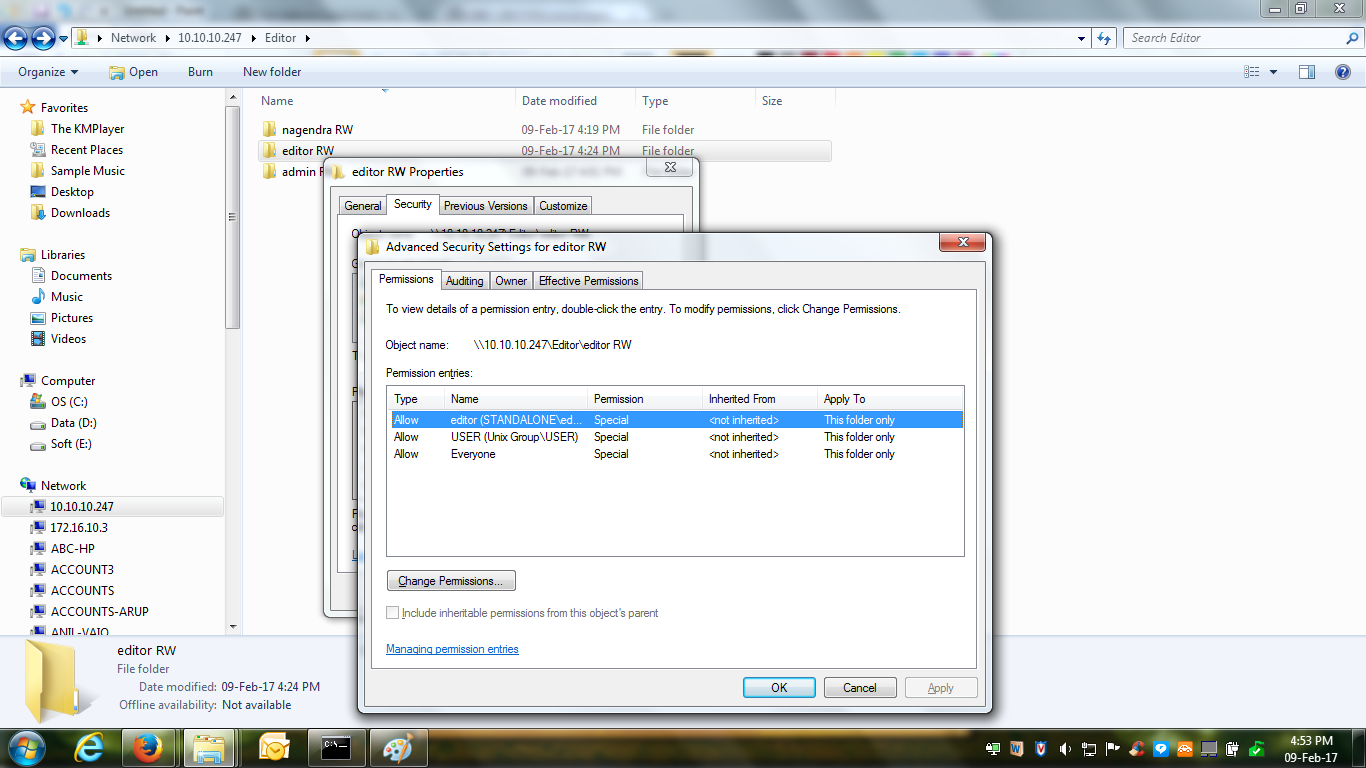 Network 10.10.10.247 Editor
Search Editor
Organize Open Burn New folder
Name Date modified Type Size
nagendra RW 09-Feb-17 4:19 PM File folder
editor RW 09-Feb-17 4:24 PM File folder
admin
Favorites
The KMPlayer
Recent Places
Sample Music
Desktop
Downloads
Libraries
Documents
Music
Pictures
Videos
Computer
OS (C:)
Data (D:)
Soft (E:)
Network
10.10.10.247
172.16.10.3
ABC-HP
ACCOUNT3
ACCOUNTS
ACCOUNTS-ARUP
ANIL-VAIO
editor RW Properties
General Security Previous Versions Customize
Advanced Security Settings for editor RW
Permissions Auditing Owner Effective Permissions
To view details of a permission entry, double-click the entry. To modify permissions, click Change Permissions.
Object name: \\10.10.10.247\Editor\editor RW
Permission entries:
Type Name Permission Inherited From Apply To
Allow editor (STANDALONE\ed... Special <not inherited> This folder only
Allow USER (Unix Group\USER) Special <not inherited> This folder only
Allow Everyone Special <not inherited> This folder only
Change Permissions...
Include inheritable permissions from this object's parent
Managing permission entries
OK Cancel Apply
editor RW
File folder
Date modified: 09-Feb-17 4:24 PM
Offline availability: Not available
4:53 PM
09-Feb-17